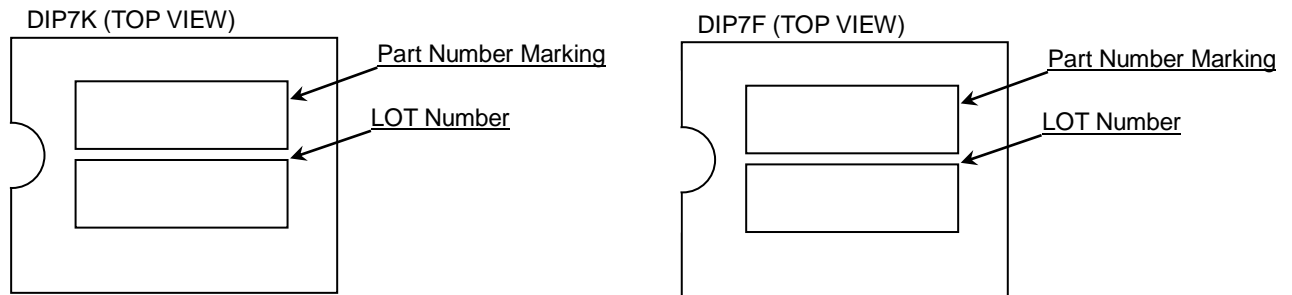 DIP7K (TOP VIEW)
Part Number Marking
LOT Number
DIP7F (TOP VIEW)
Part Number Marking
LOT Number